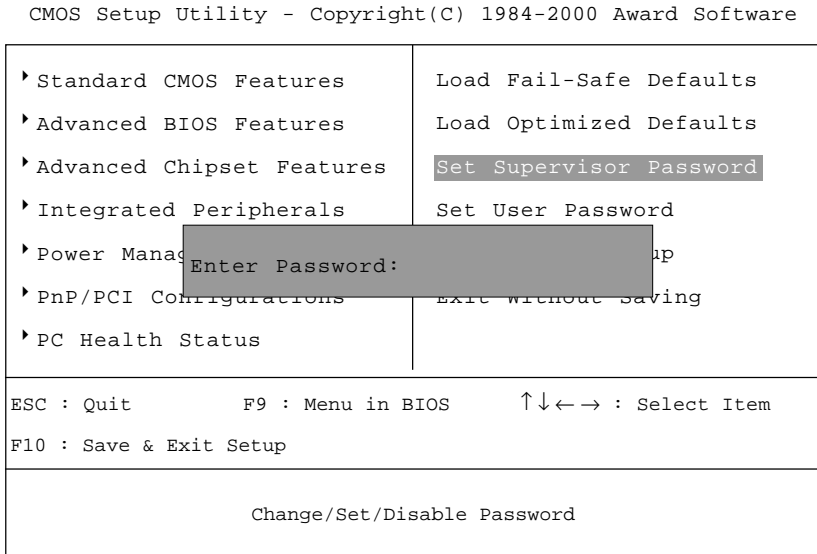 CMOS Setup Utility - Copyright(C) 1984-2000 Award Software
Standard CMOS Features
Advanced BIOS Features
Advanced Chipset Features
Integrated Peripherals
Power
PnP/PCI Configurations
PC Health Status
Load Fail-Safe Defaults
Load Optimized Defaults
Set Supervisor Password
Set User Password
Exit Without Saving
Enter Password:
ESC : Quit F9 : Menu in BIOS ↑↓←→ : Select Item
F10 : Save & Exit Setup
Change/Set/Disable Password